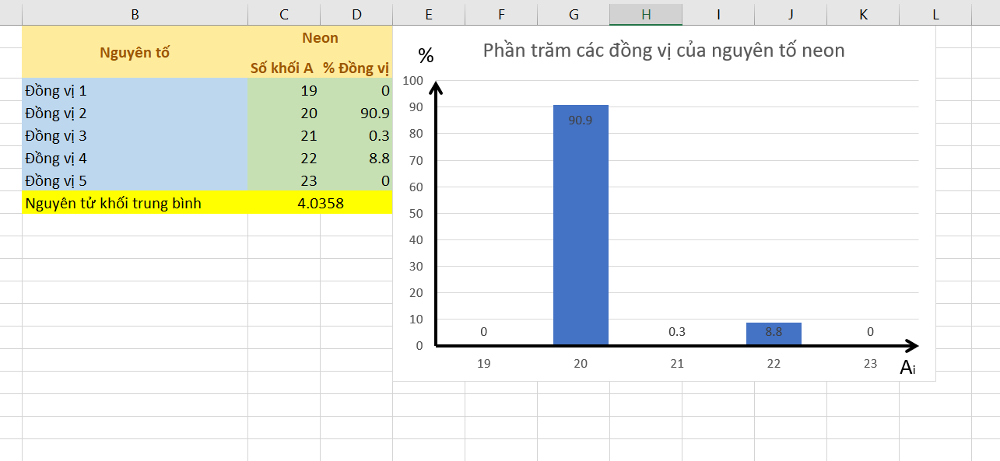 B C D E F G H I J K L
Nguyên tố
Neon
Số khối A % Đồng vị
Đồng vị 1 19 0
Đồng vị 2 20 90.9
Đồng vị 3 21 0.3
Đồng vị 4 22 8.8
Đồng vị 5 23 0
Nguyên tử khối trung bình 4.0358
Phần trăm các đồng vị của nguyên tố neon
%
100
90
80
70
60
50
40
30
20
10
0
0 90.9 0.3 8.8 0
19 20 21 22 23
Ai